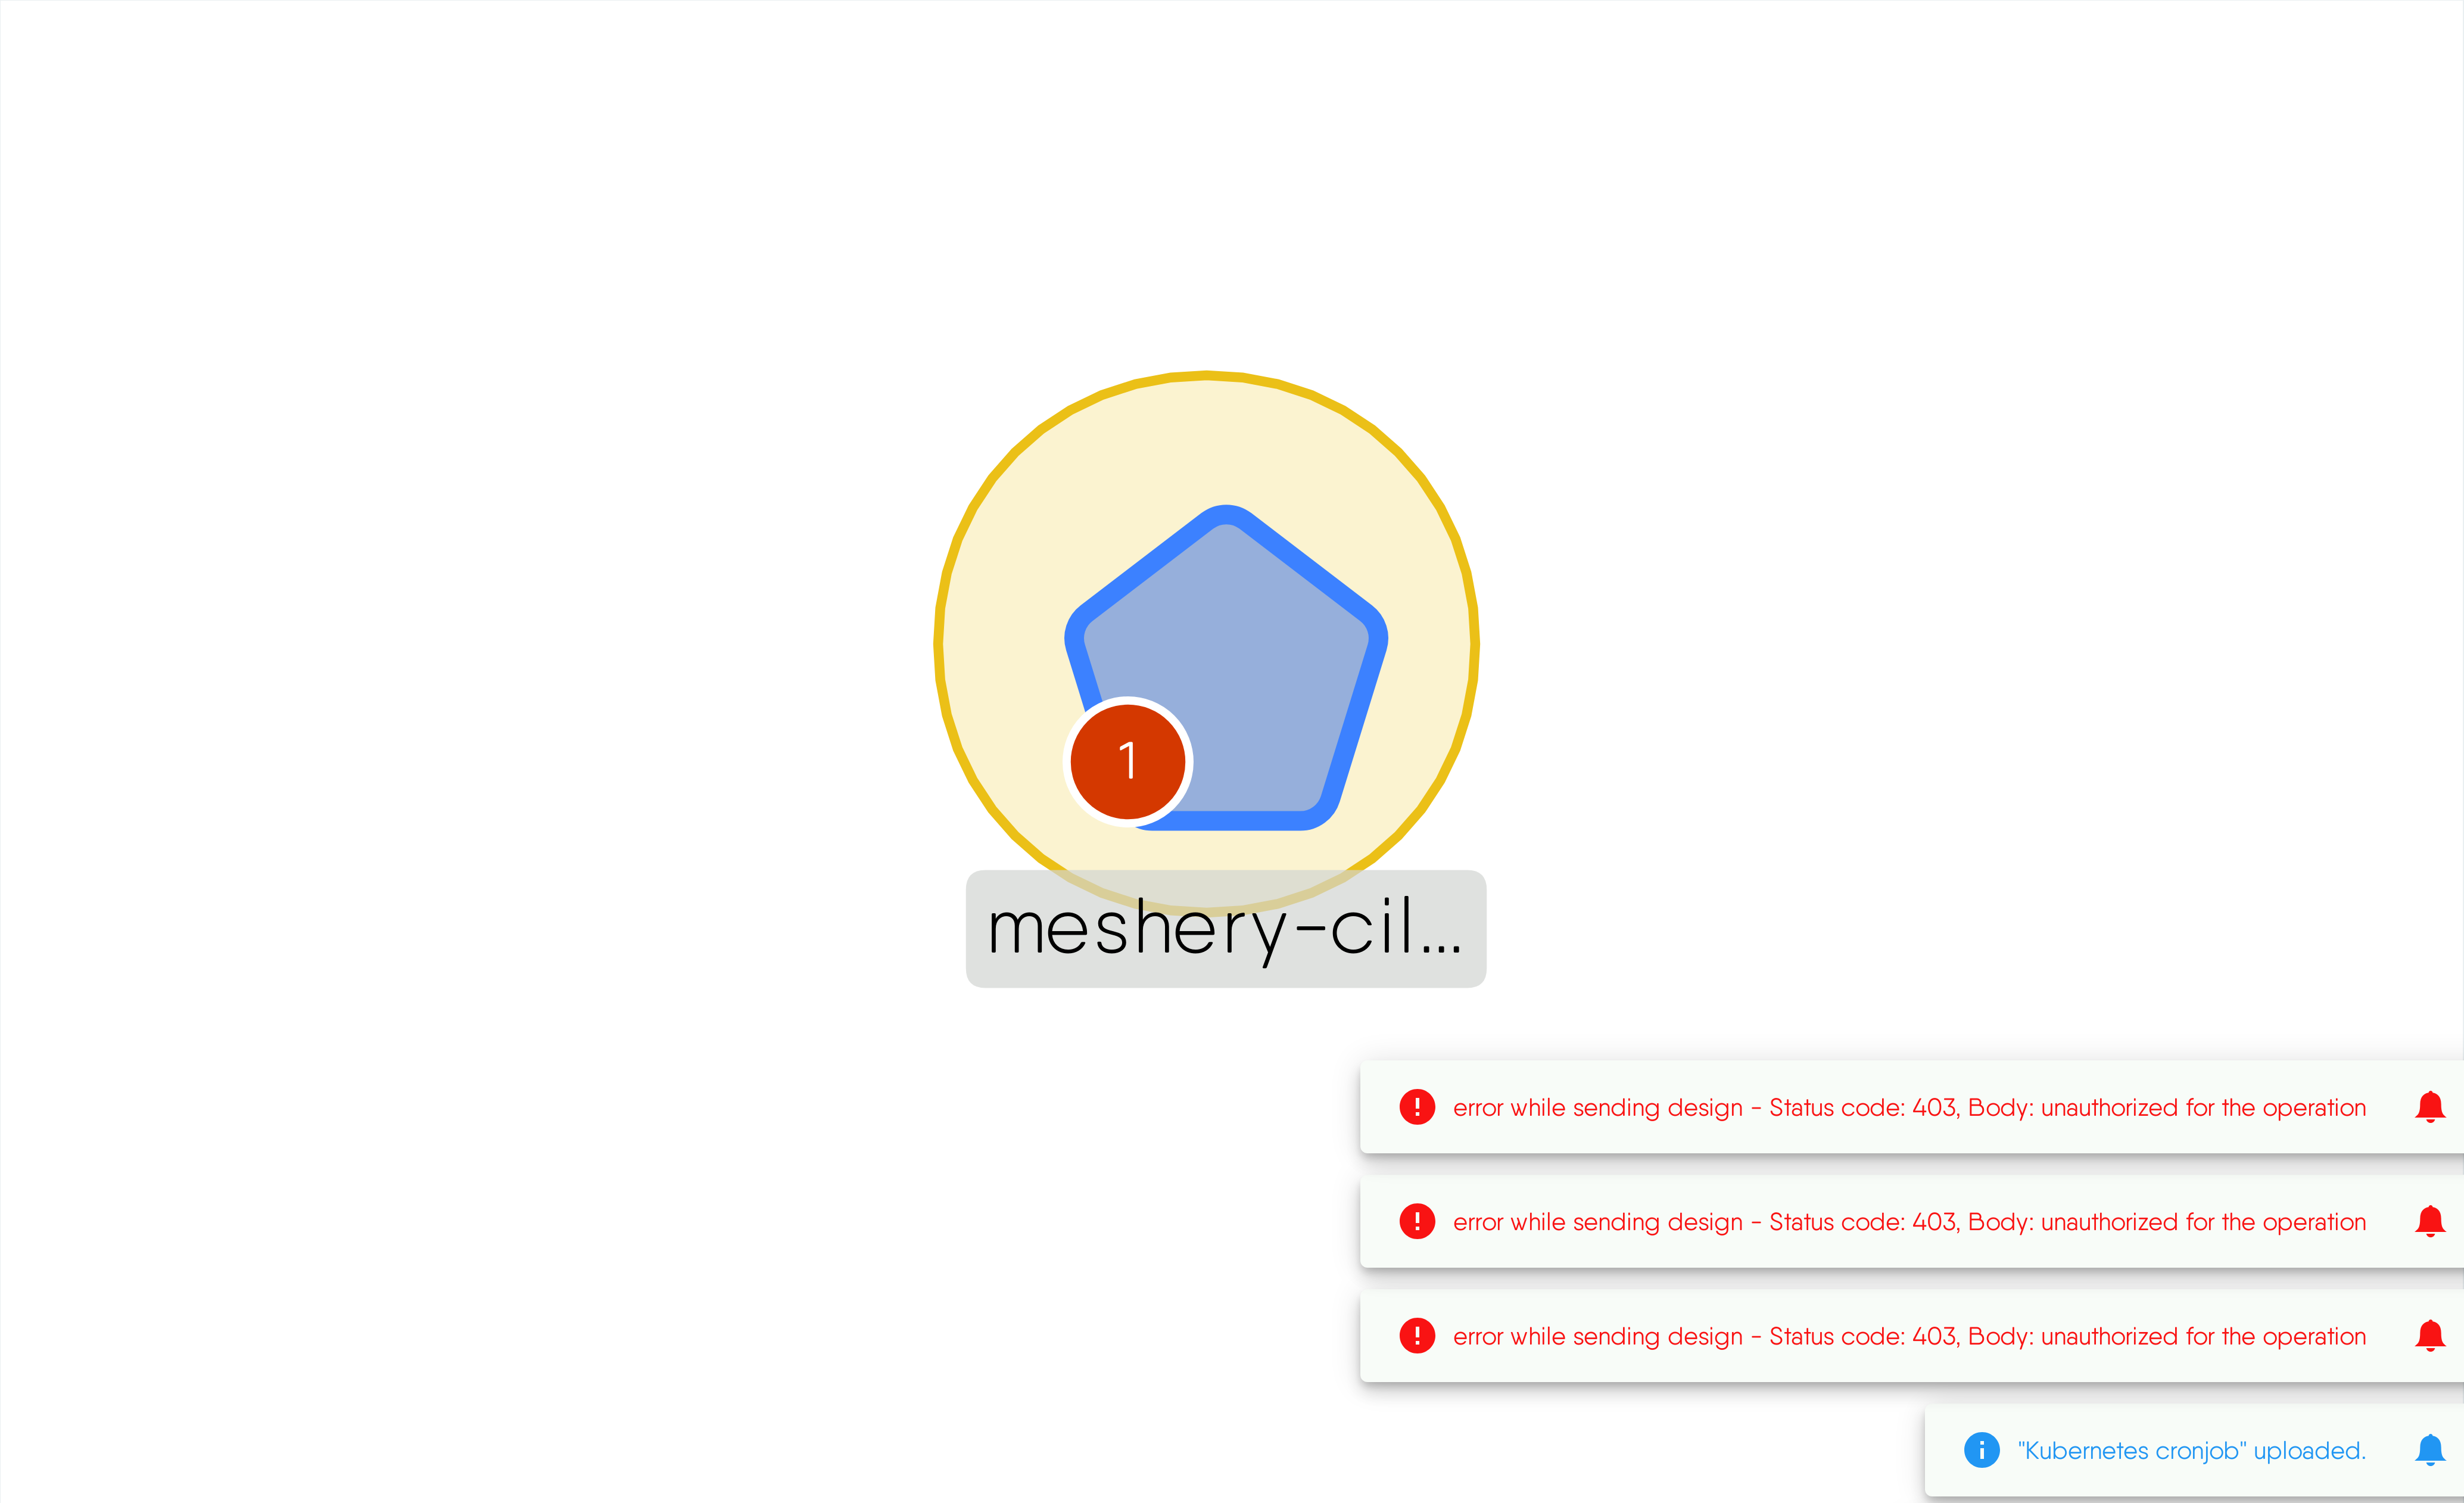 1
meshery-cil...
error while sending design - Status code: 403, Body: unauthorized for the operation
error while sending design - Status code: 403, Body: unauthorized for the operation
error while sending design - Status code: 403, Body: unauthorized for the operation
"Kubernetes cronjob" uploaded.